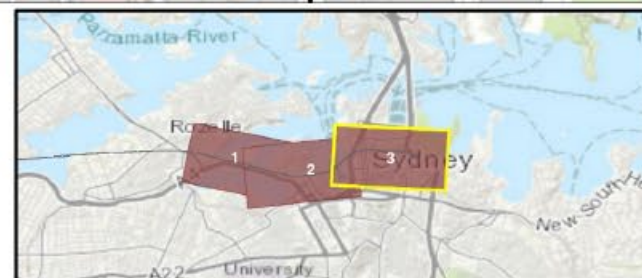 Parramatta River
Rozelle
1
2
3
Sydney
New South H
A22
University